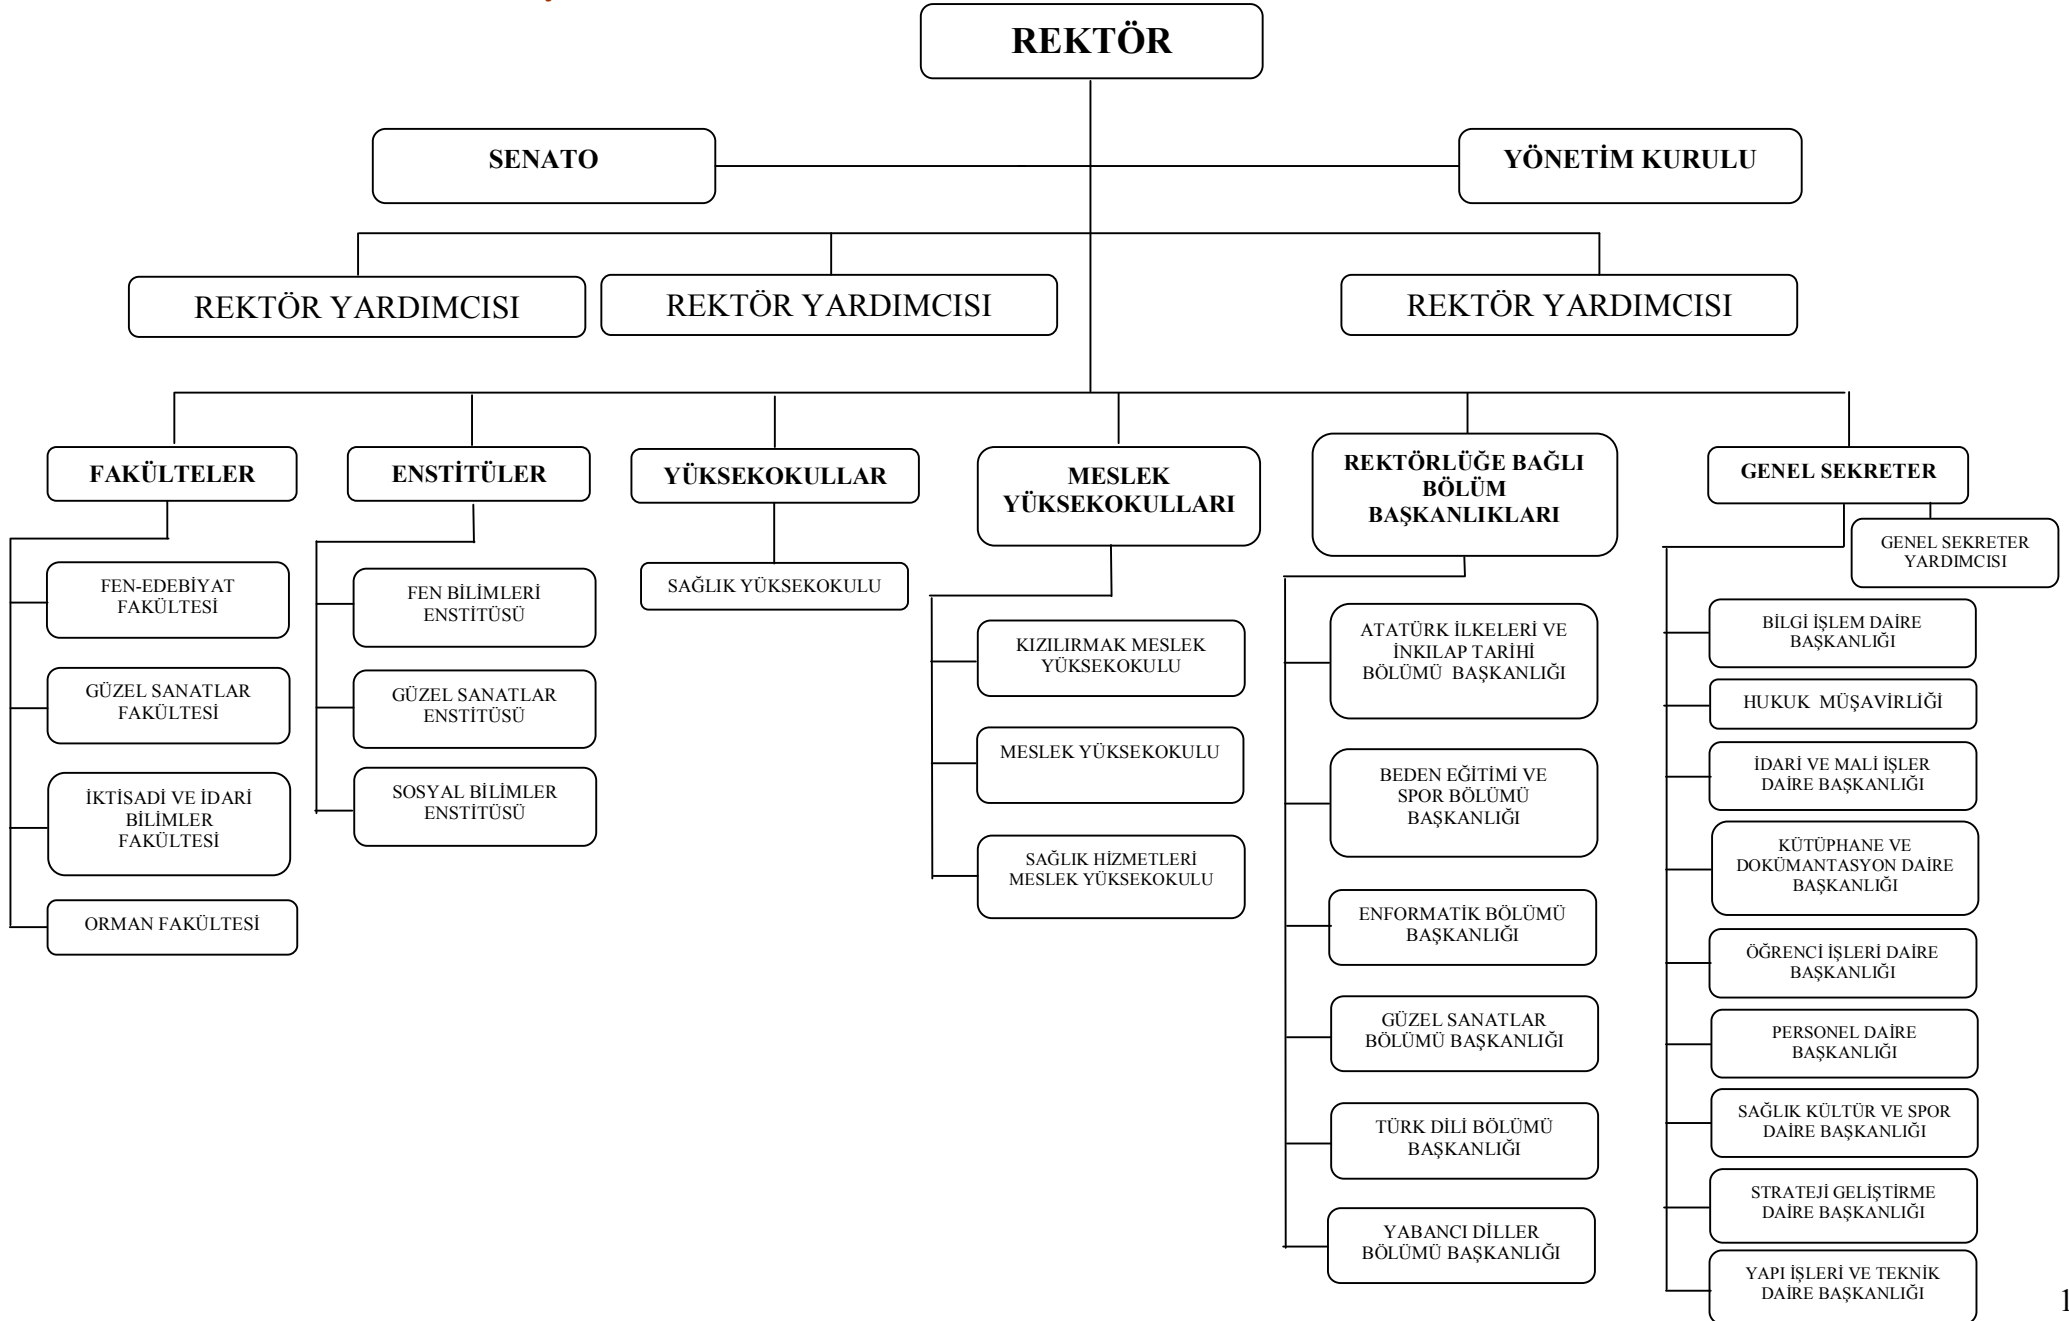 REKTÖR
SENATO
YÖNETİM KURULU
REKTÖR YARDIMCISI
REKTÖR YARDIMCISI
REKTÖR YARDIMCISI
FAKÜLTELER
FEN-EDEBİYAT
FAKÜLTESİ
GÜZEL SANATLAR
FAKÜLTESİ
İKTİSADİ VE İDARİ
BİLİMLER
FAKÜLTESİ
ORMAN FAKÜLTESİ
ENSTİTÜLER
FEN BİLİMLERİ
ENSTİTÜSÜ
GÜZEL SANATLAR
ENSTİTÜSÜ
SOSYAL BİLİMLER
ENSTİTÜSÜ
YÜKSEKOKULLAR
SAĞLIK YÜKSEKOKULU
MESLEK
YÜKSEKOKULLARI
KIZILIRMAK MESLEK
YÜKSEKOKULU
MESLEK YÜKSEKOKULU
SAĞLIK HİZMETLERİ
MESLEK YÜKSEKOKULU
REKTÖRLÜĞE BAĞLI
BÖLÜM
BAŞKANLIKLARI
ATATÜRK İLKELERİ VE
İNKILAP TARİHİ
BÖLÜMÜ BAŞKANLIĞI
BEDEN EĞİTİMİ VE
SPOR BÖLÜMÜ
BAŞKANLIĞI
ENFORMATİK BÖLÜMÜ
BAŞKANLIĞI
GÜZEL SANATLAR
BÖLÜMÜ BAŞKANLIĞI
TÜRK DİLİ BÖLÜMÜ
BAŞKANLIĞI
YABANCI DİLLER
BÖLÜMÜ BAŞKANLIĞI
GENEL SEKRETER
GENEL SEKRETER
YARDIMCISI
BİLGİ İŞLEM DAİRE
BAŞKANLIĞI
HUKUK MÜŞAVİRLİĞİ
İDARİ VE MALİ İŞLER
DAİRE BAŞKANLIĞI
KÜTÜPHANE VE
DOKÜMANTASYON DAİRE
BAŞKANLIĞI
ÖĞRENCİ İŞLERİ DAİRE
BAŞKANLIĞI
PERSONEL DAİRE
BAŞKANLIĞI
SAĞLIK KÜLTÜR VE SPOR
DAİRE BAŞKANLIĞI
STRATEJİ GELİŞTİRME
DAİRE BAŞKANLIĞI
YAPI İŞLERİ VE TEKNİK
DAİRE BAŞKANLIĞI